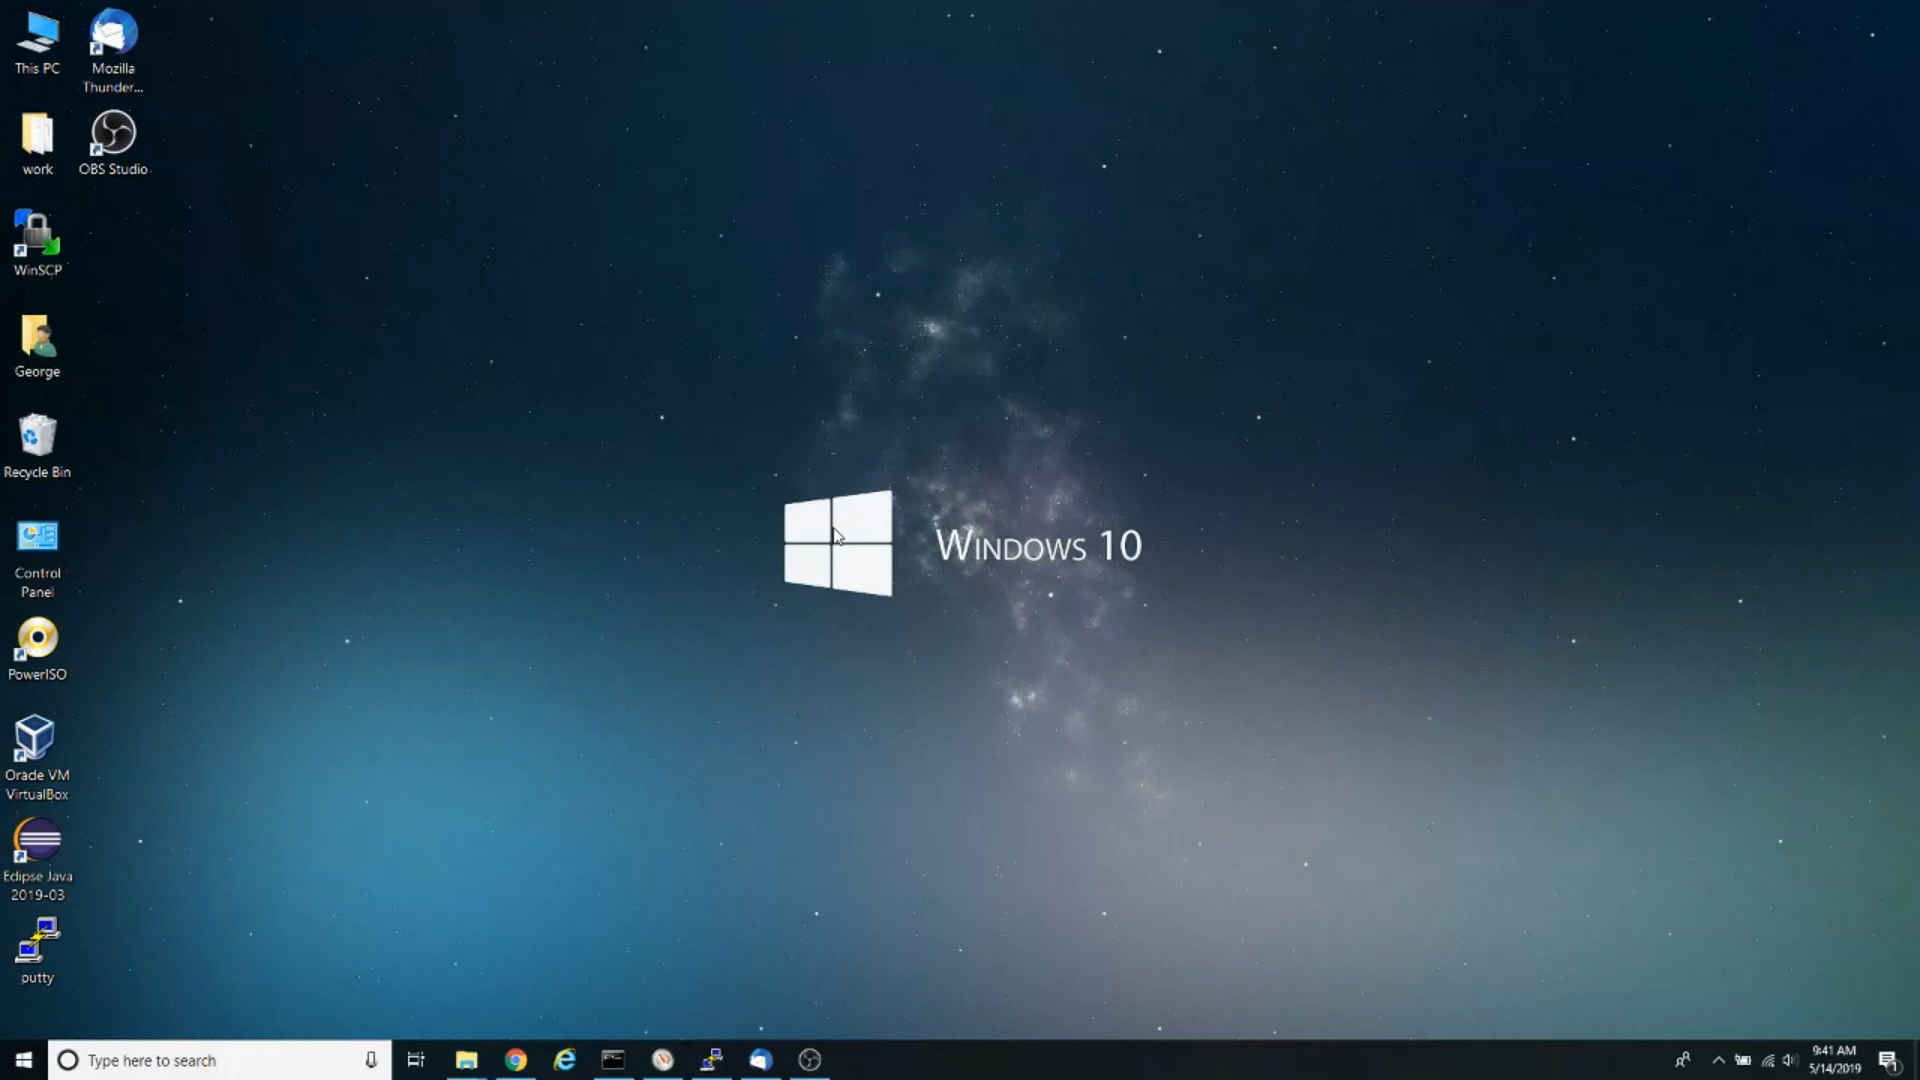 This PC
Mozilla
Thunder...
work
OBS Studio
WinSCP
George
Recycle Bin
Control
Panel
PowerISO
Oracle VM
VirtualBox
Eclipse Java
2019-03
putty
WINDOWS 10
Type here to search
9:41 AM
5/14/2019
1